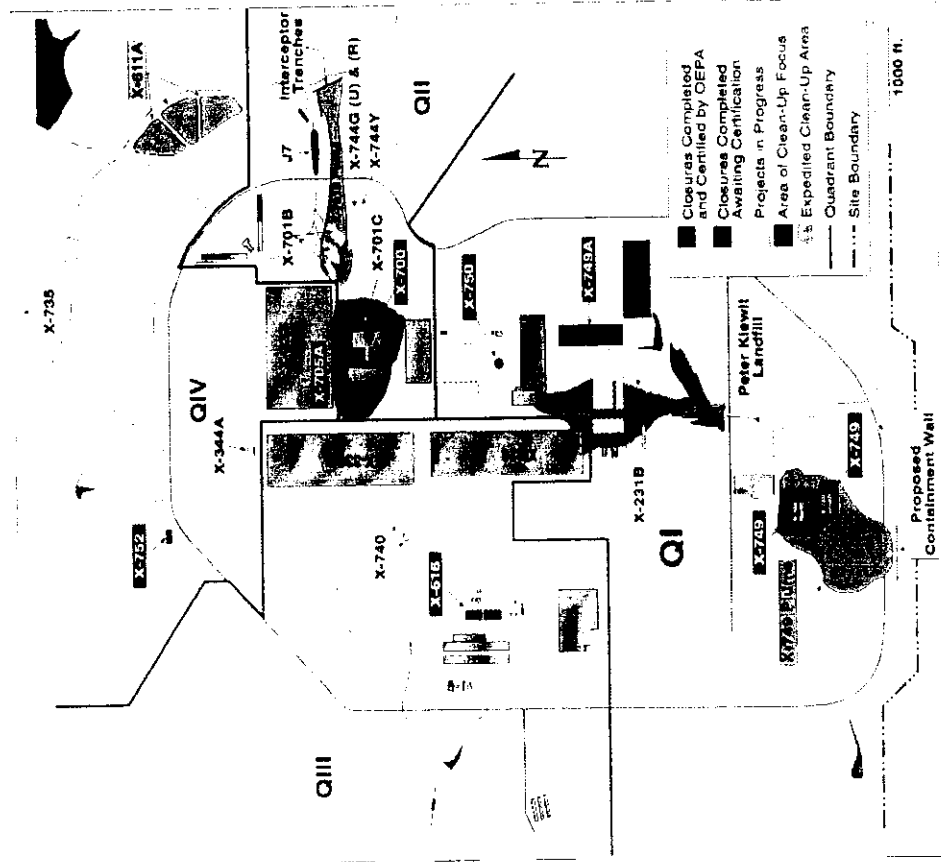 X-735
X-611A
Interceptor
Trenches
J7
X-701B
X-744G (U) & (R)
X-744Y
QII
X-701C
X-700
X-705A
QIV
X-344A
X-752
X-740
QIII
X-750
X-749A
X-231B
QI
Peter Kiewit
Landfill
X-749
X-749
X-749 Plume
Proposed
Containment Wall
N
Closures Completed
and Certified by OEPA
Closures Completed
Awaiting Certification
Projects in Progress
Area of Clean-Up Focus
Expedited Clean-Up Area
Quadrant Boundary
Site Boundary
1000 ft.